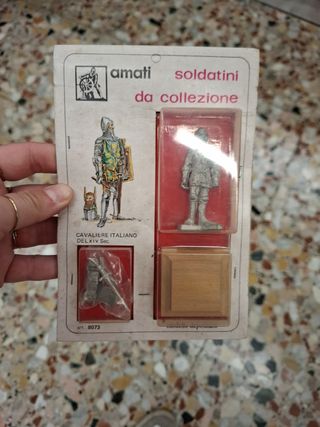 amati soldatini
da collezione
CAVALIERE ITALIANO
DEL XIV Sec.
art. 8073